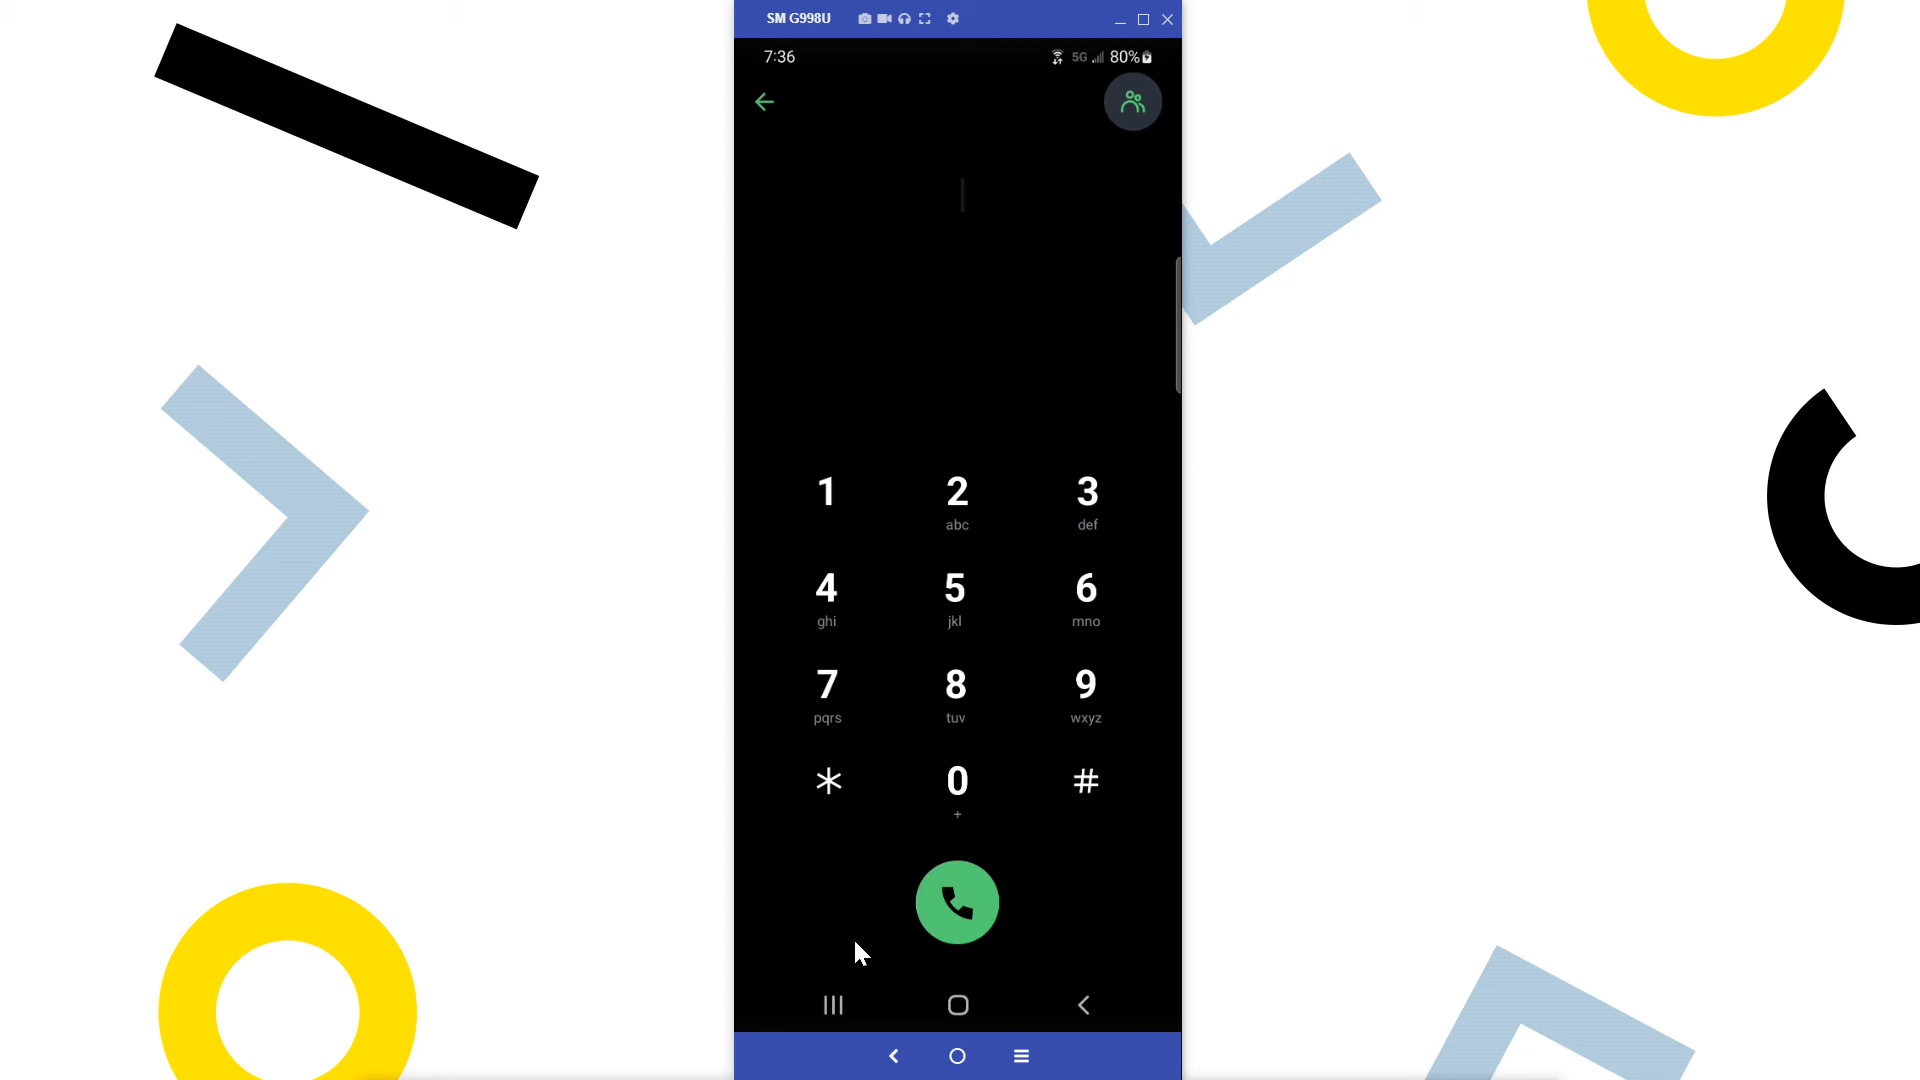 SM G998U
7:36 5G 80%
1 2 3
abc def
4 5 6
ghi jkl mno
7 8 9
pqrs tuv wxyz
* 0 #
+